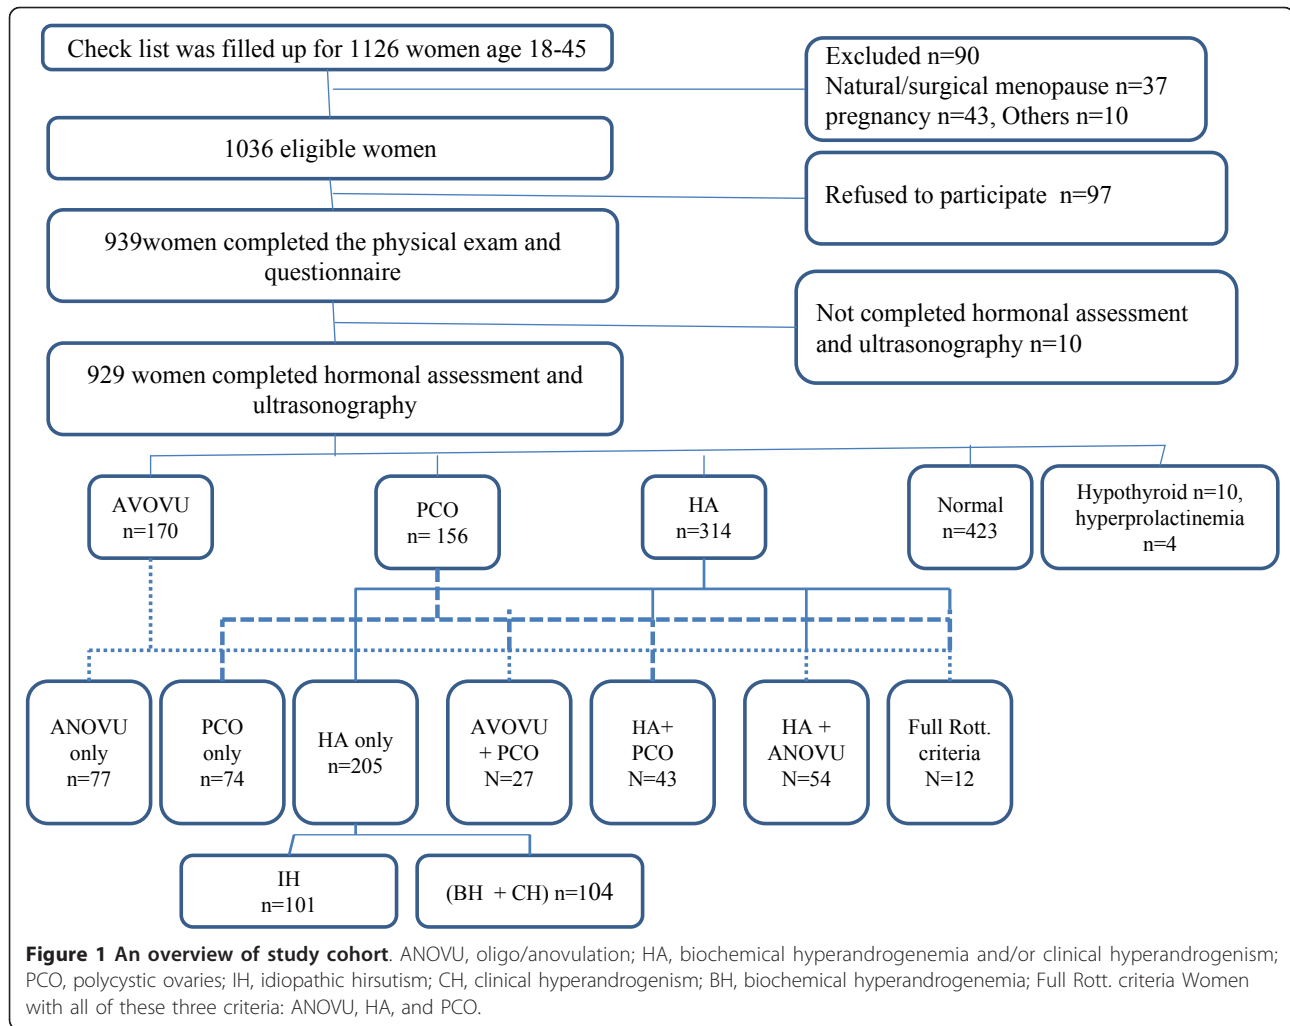 Check list was filled up for 1126 women age 18-45
Excluded n=90
Natural/surgical menopause n=37
pregnancy n=43, Others n=10
1036 eligible women
Refused to participate n=97
939women completed the physical exam and
questionnaire
Not completed hormonal assessment
and ultrasonography n=10
929 women completed hormonal assessment and
ultrasonography
AVOVU
n=170
PCO
n= 156
HA
n=314
Normal
n=423
Hypothyroid n=10,
hyperprolactinemia
n=4
ANOVU
only
n=77
PCO
only
n=74
HA only
n=205
AVOVU
+ PCO
N=27
HA+
PCO
N=43
HA +
ANOVU
N=54
Full Rott.
criteria
N=12
IH
n=101
(BH + CH) n=104
Figure 1 An overview of study cohort. ANOVU, oligo/anovulation; HA, biochemical hyperandrogenemia and/or clinical hyperandrogenism;
PCO, polycystic ovaries; IH, idiopathic hirsutism; CH, clinical hyperandrogenism; BH, biochemical hyperandrogenemia; Full Rott. criteria Women
with all of these three criteria: ANOVU, HA, and PCO.